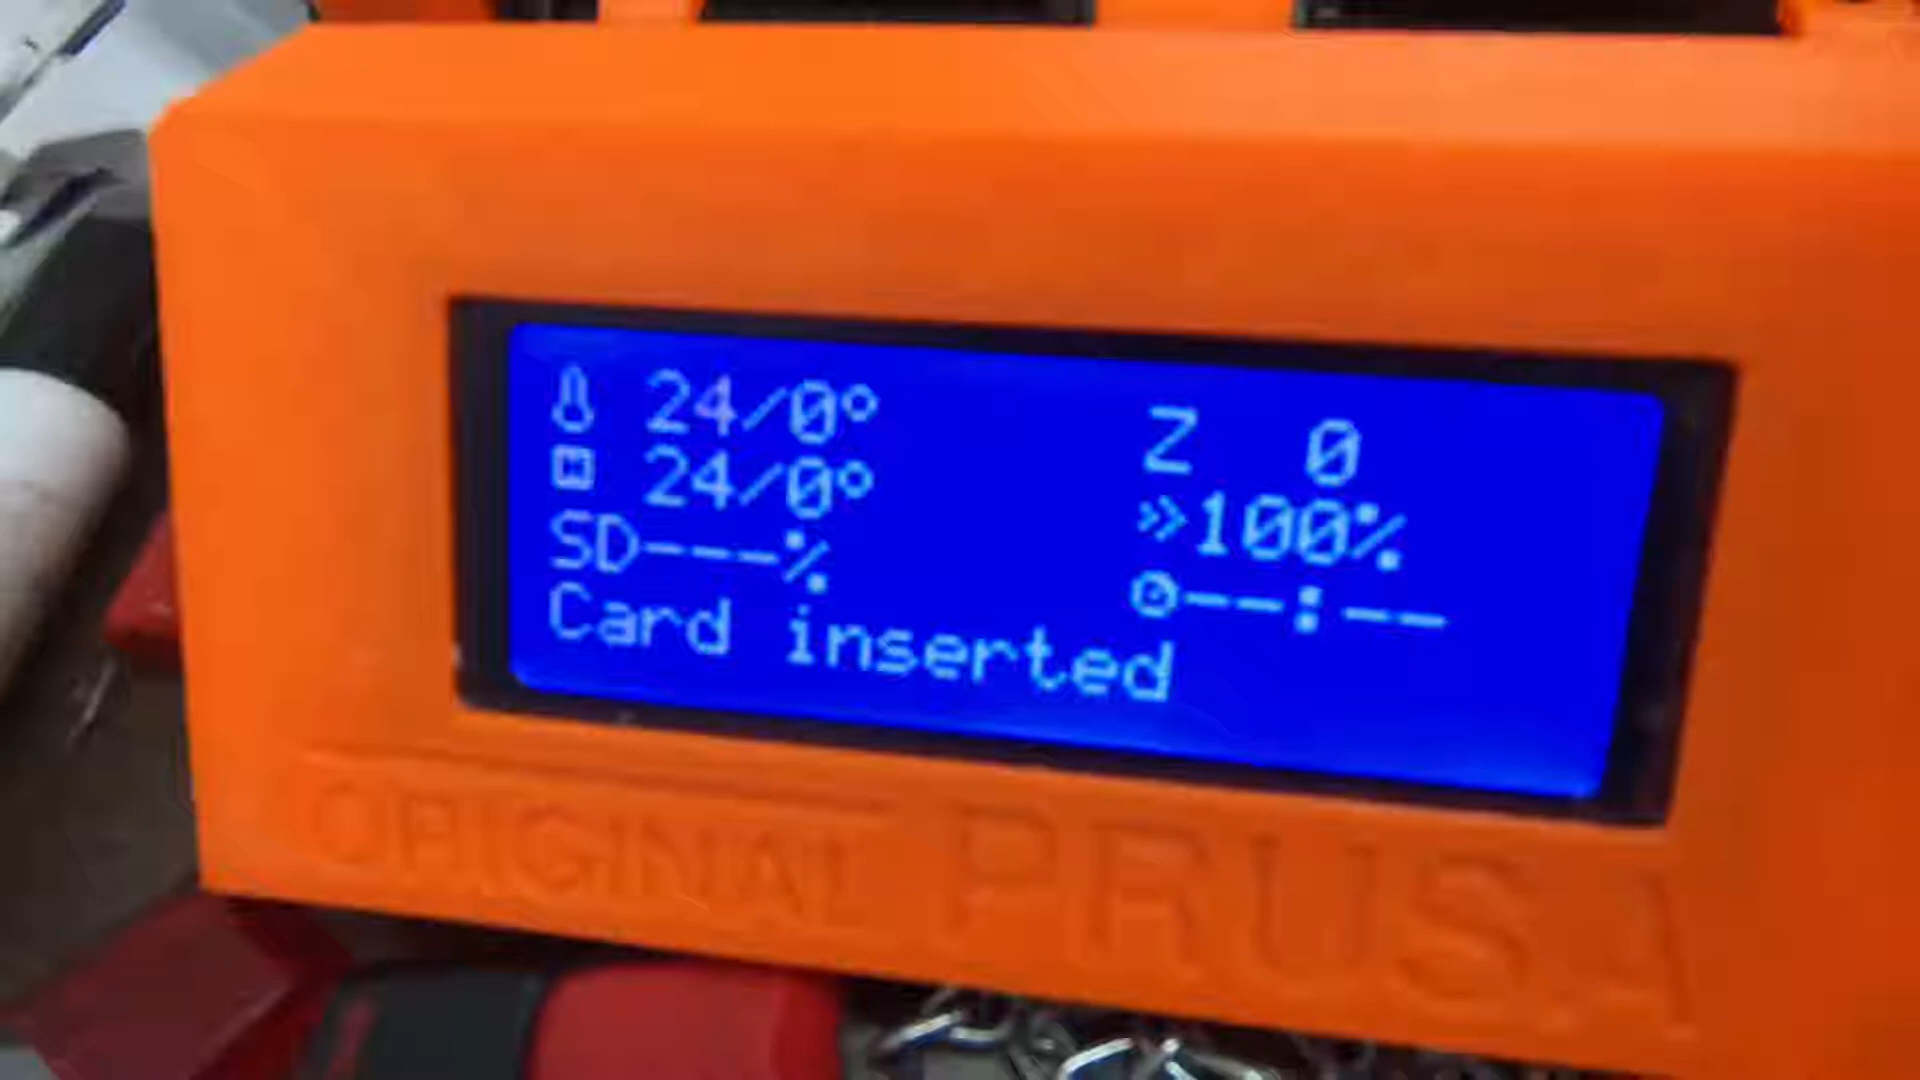 24/0° Z 0
24/0° »100%
SD---% --:--
Card inserted
ORIGINAL PRUSA